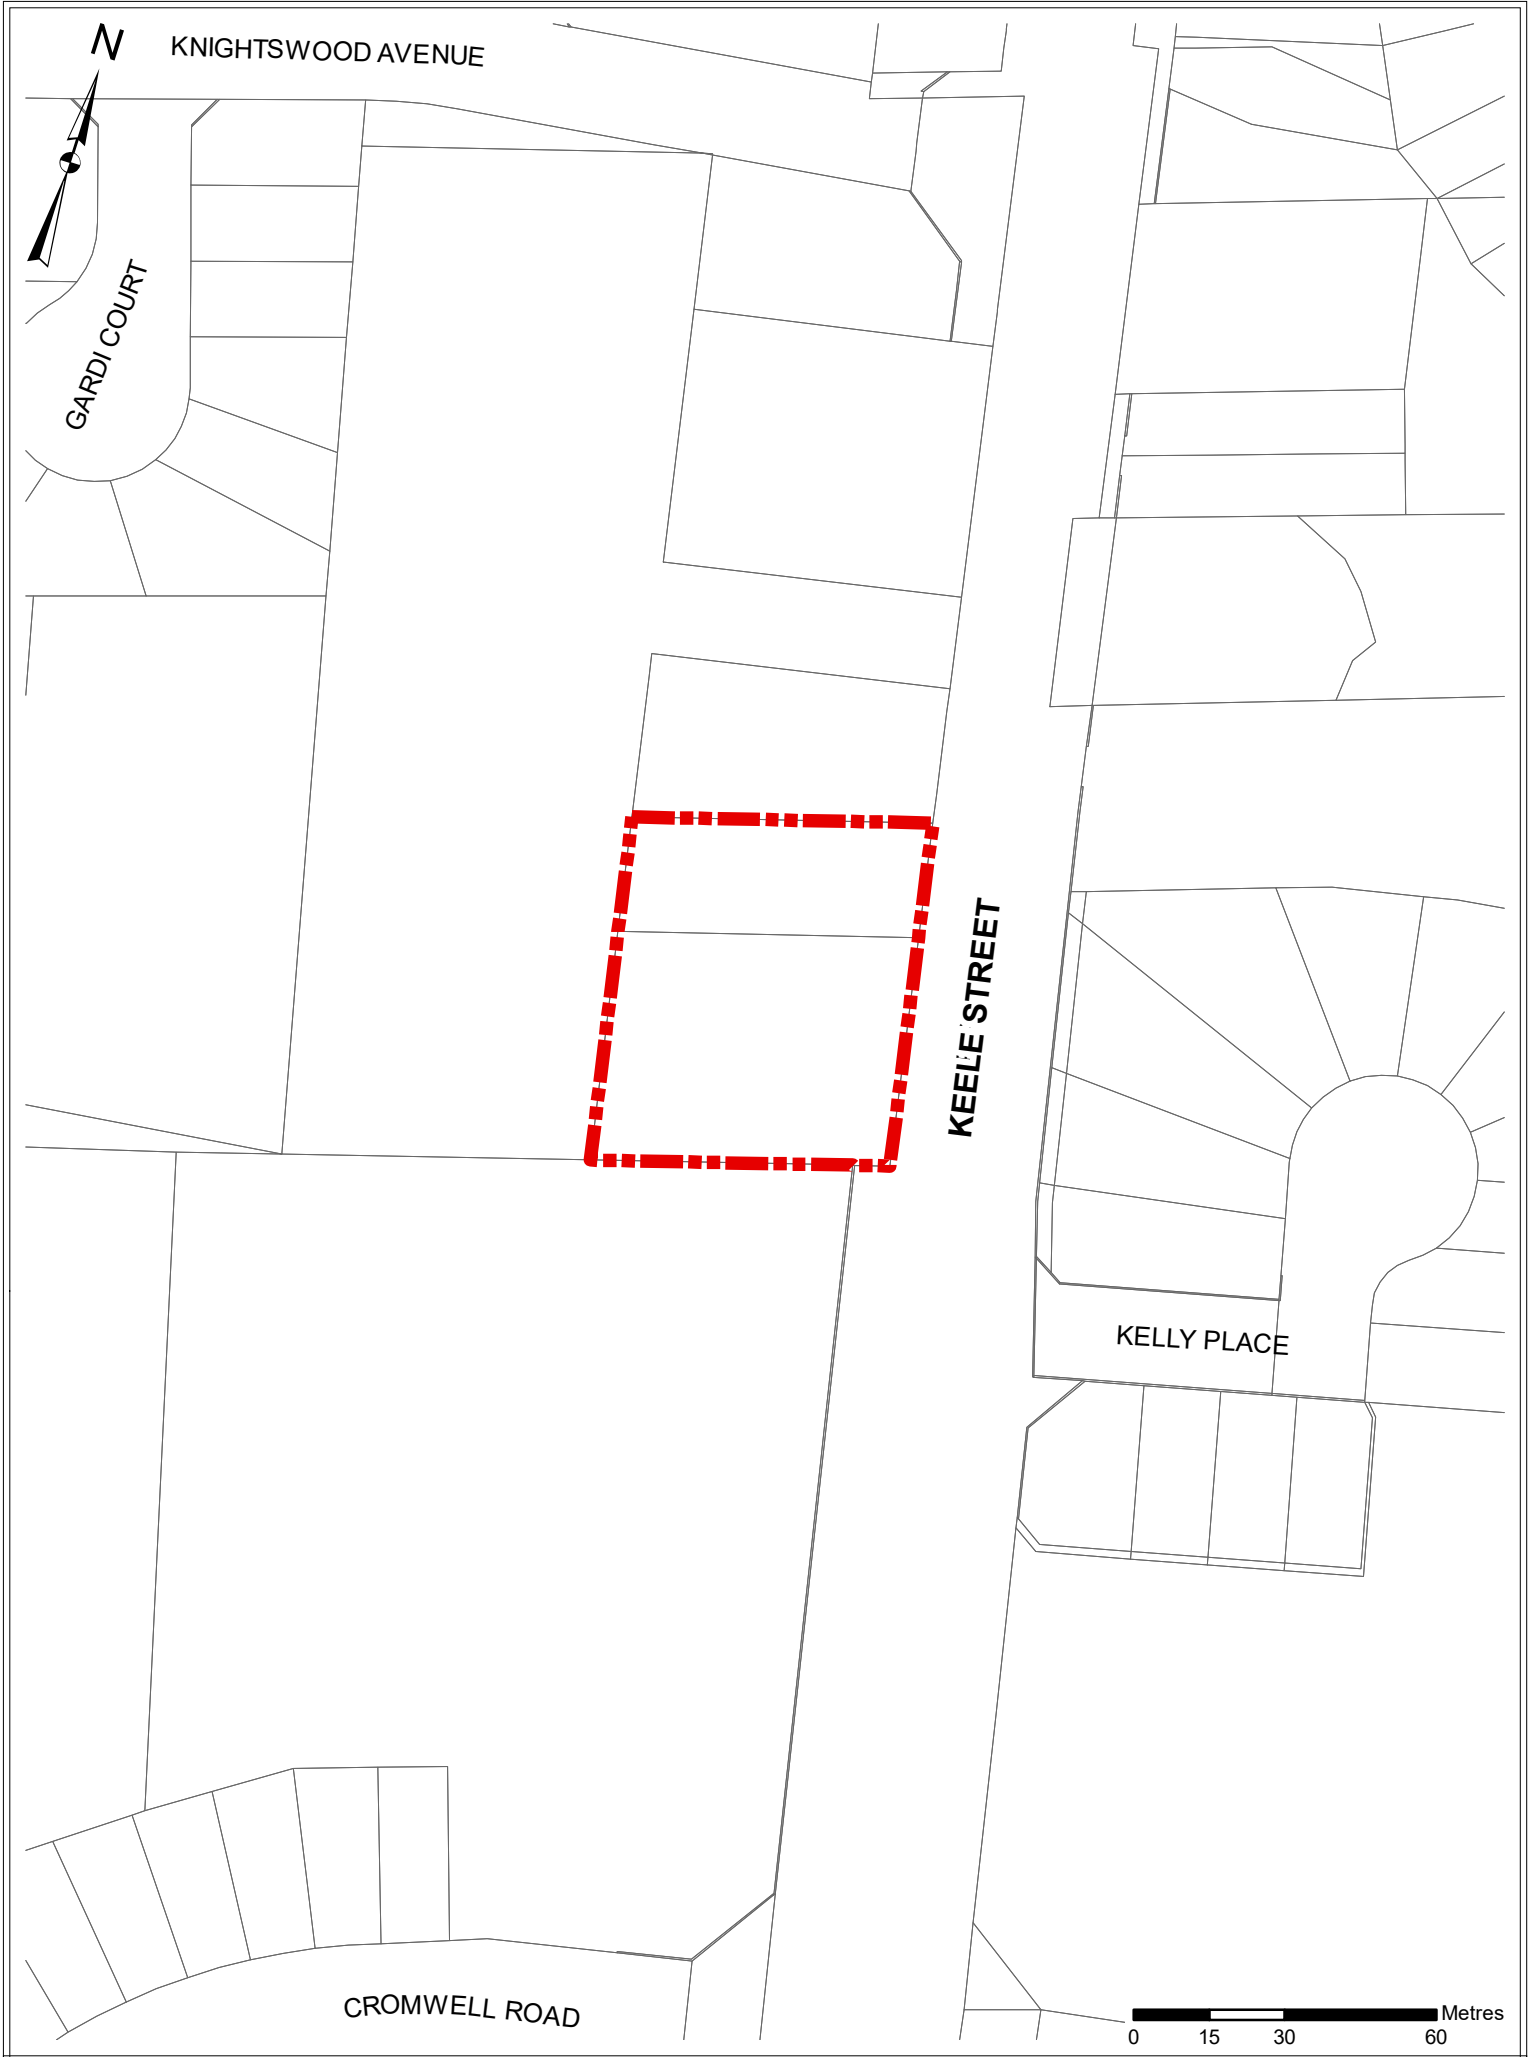 N
KNIGHTSWOOD AVENUE
GARDI COURT
KEELE STREET
KELLY PLACE
CROMWELL ROAD
Metres
0 15 30 60